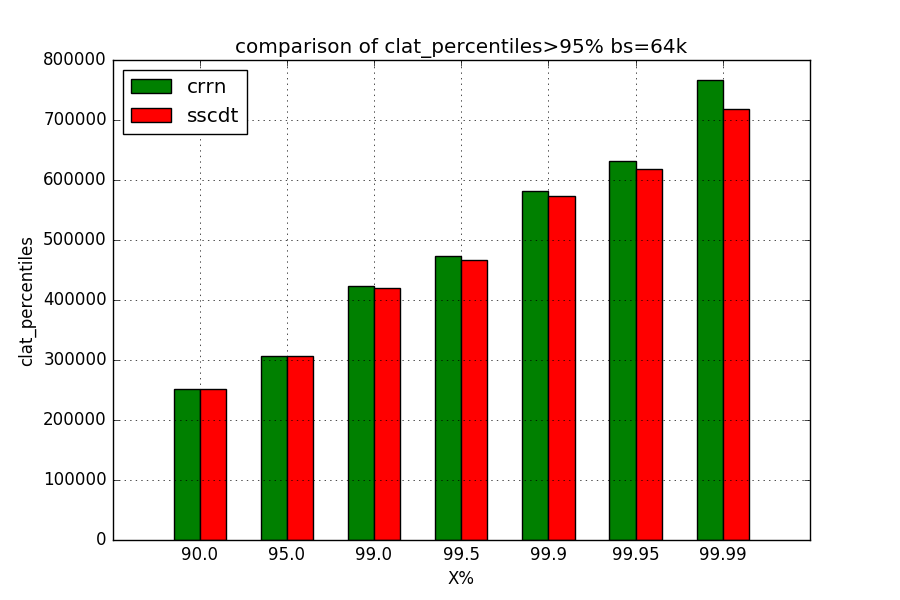 comparison of clat_percentiles>95% bs=64k
800000
700000
600000
500000
400000
300000
200000
100000
0
clat_percentiles
crrn
sscdt
90.0 95.0 99.0 99.5 99.9 99.95 99.99
X%